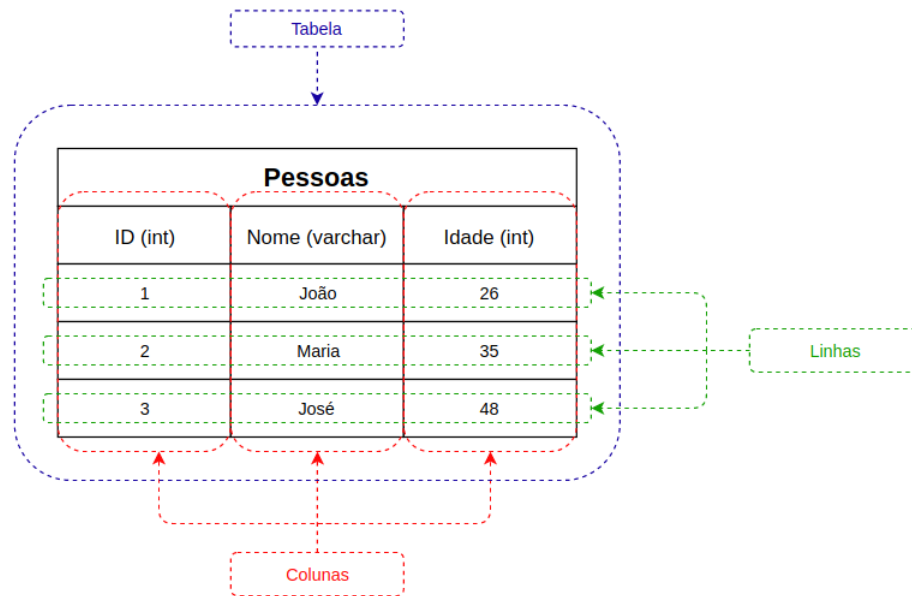 Tabela
Pessoas
ID (int) Nome (varchar) Idade (int)
1 João 26
2 Maria 35
Linhas
3 José 48
Colunas